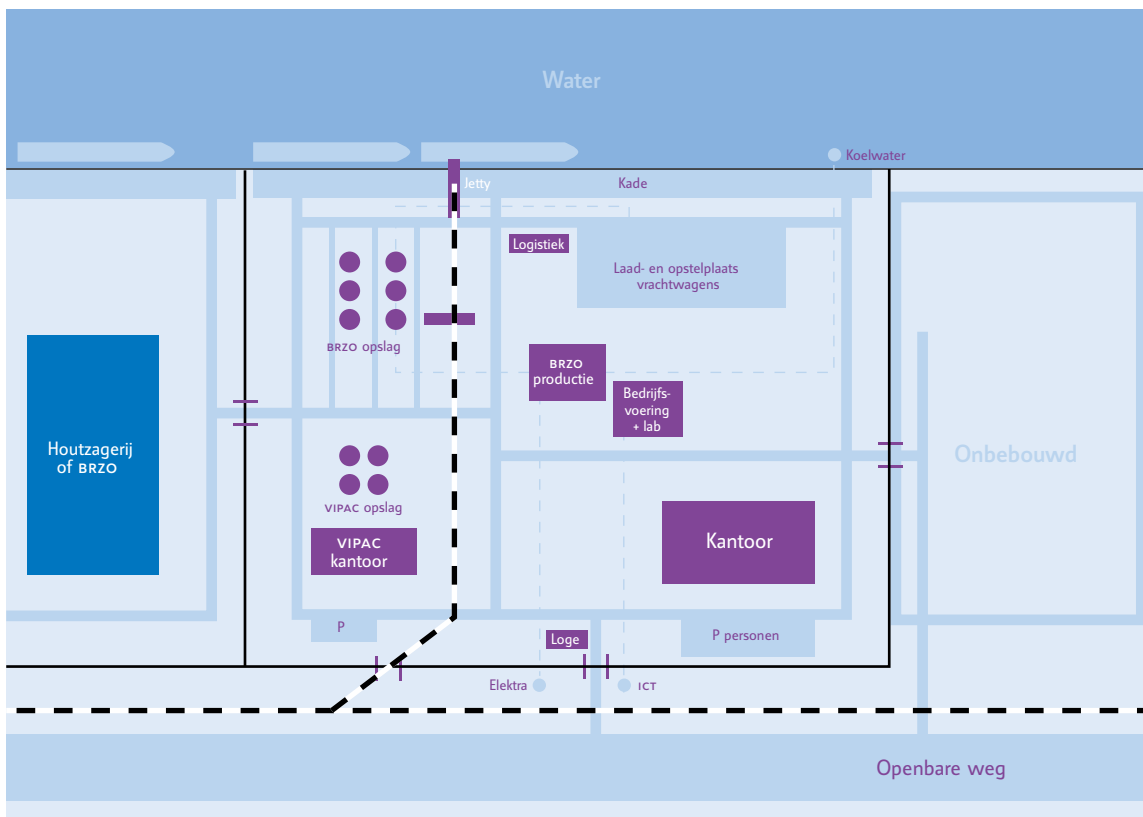 Water
Koelwater
Jetty
Kade
Logistiek
Laad- en opstelplaats
vrachtwagens
BRZO opslag
BRZO
productie
Bedrijfs-
voering
+ lab
Houtzagerij
of BRZO
Onbebouwd
VIPAC opslag
VIPAC
kantoor
Kantoor
P
Loge
P personen
Elektra
ICT
Openbare weg